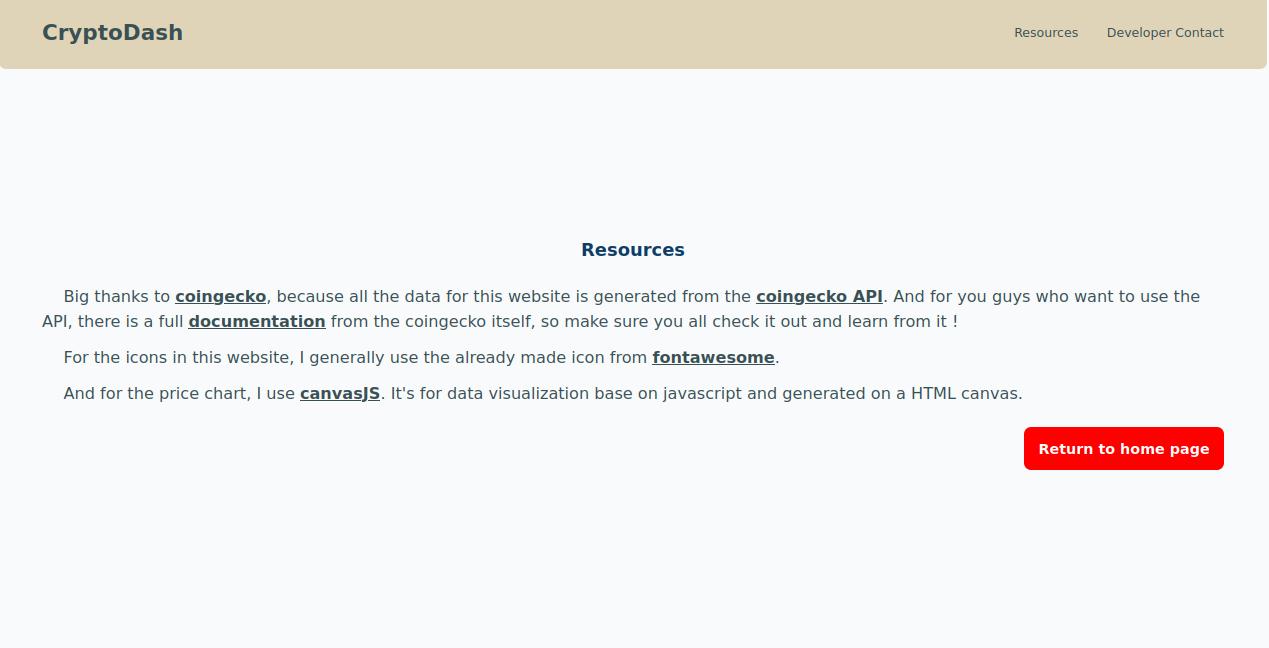 CryptoDash
Resources
Developer Contact
Resources
Big thanks to coingecko, because all the data for this website is generated from the coingecko API. And for you guys who want to use the
API, there is a full documentation from the coingecko itself, so make sure you all check it out and learn from it !
For the icons in this website, I generally use the already made icon from fontawesome.
And for the price chart, I use canvasJS. It's for data visualization base on javascript and generated on a HTML canvas.
Return to home page